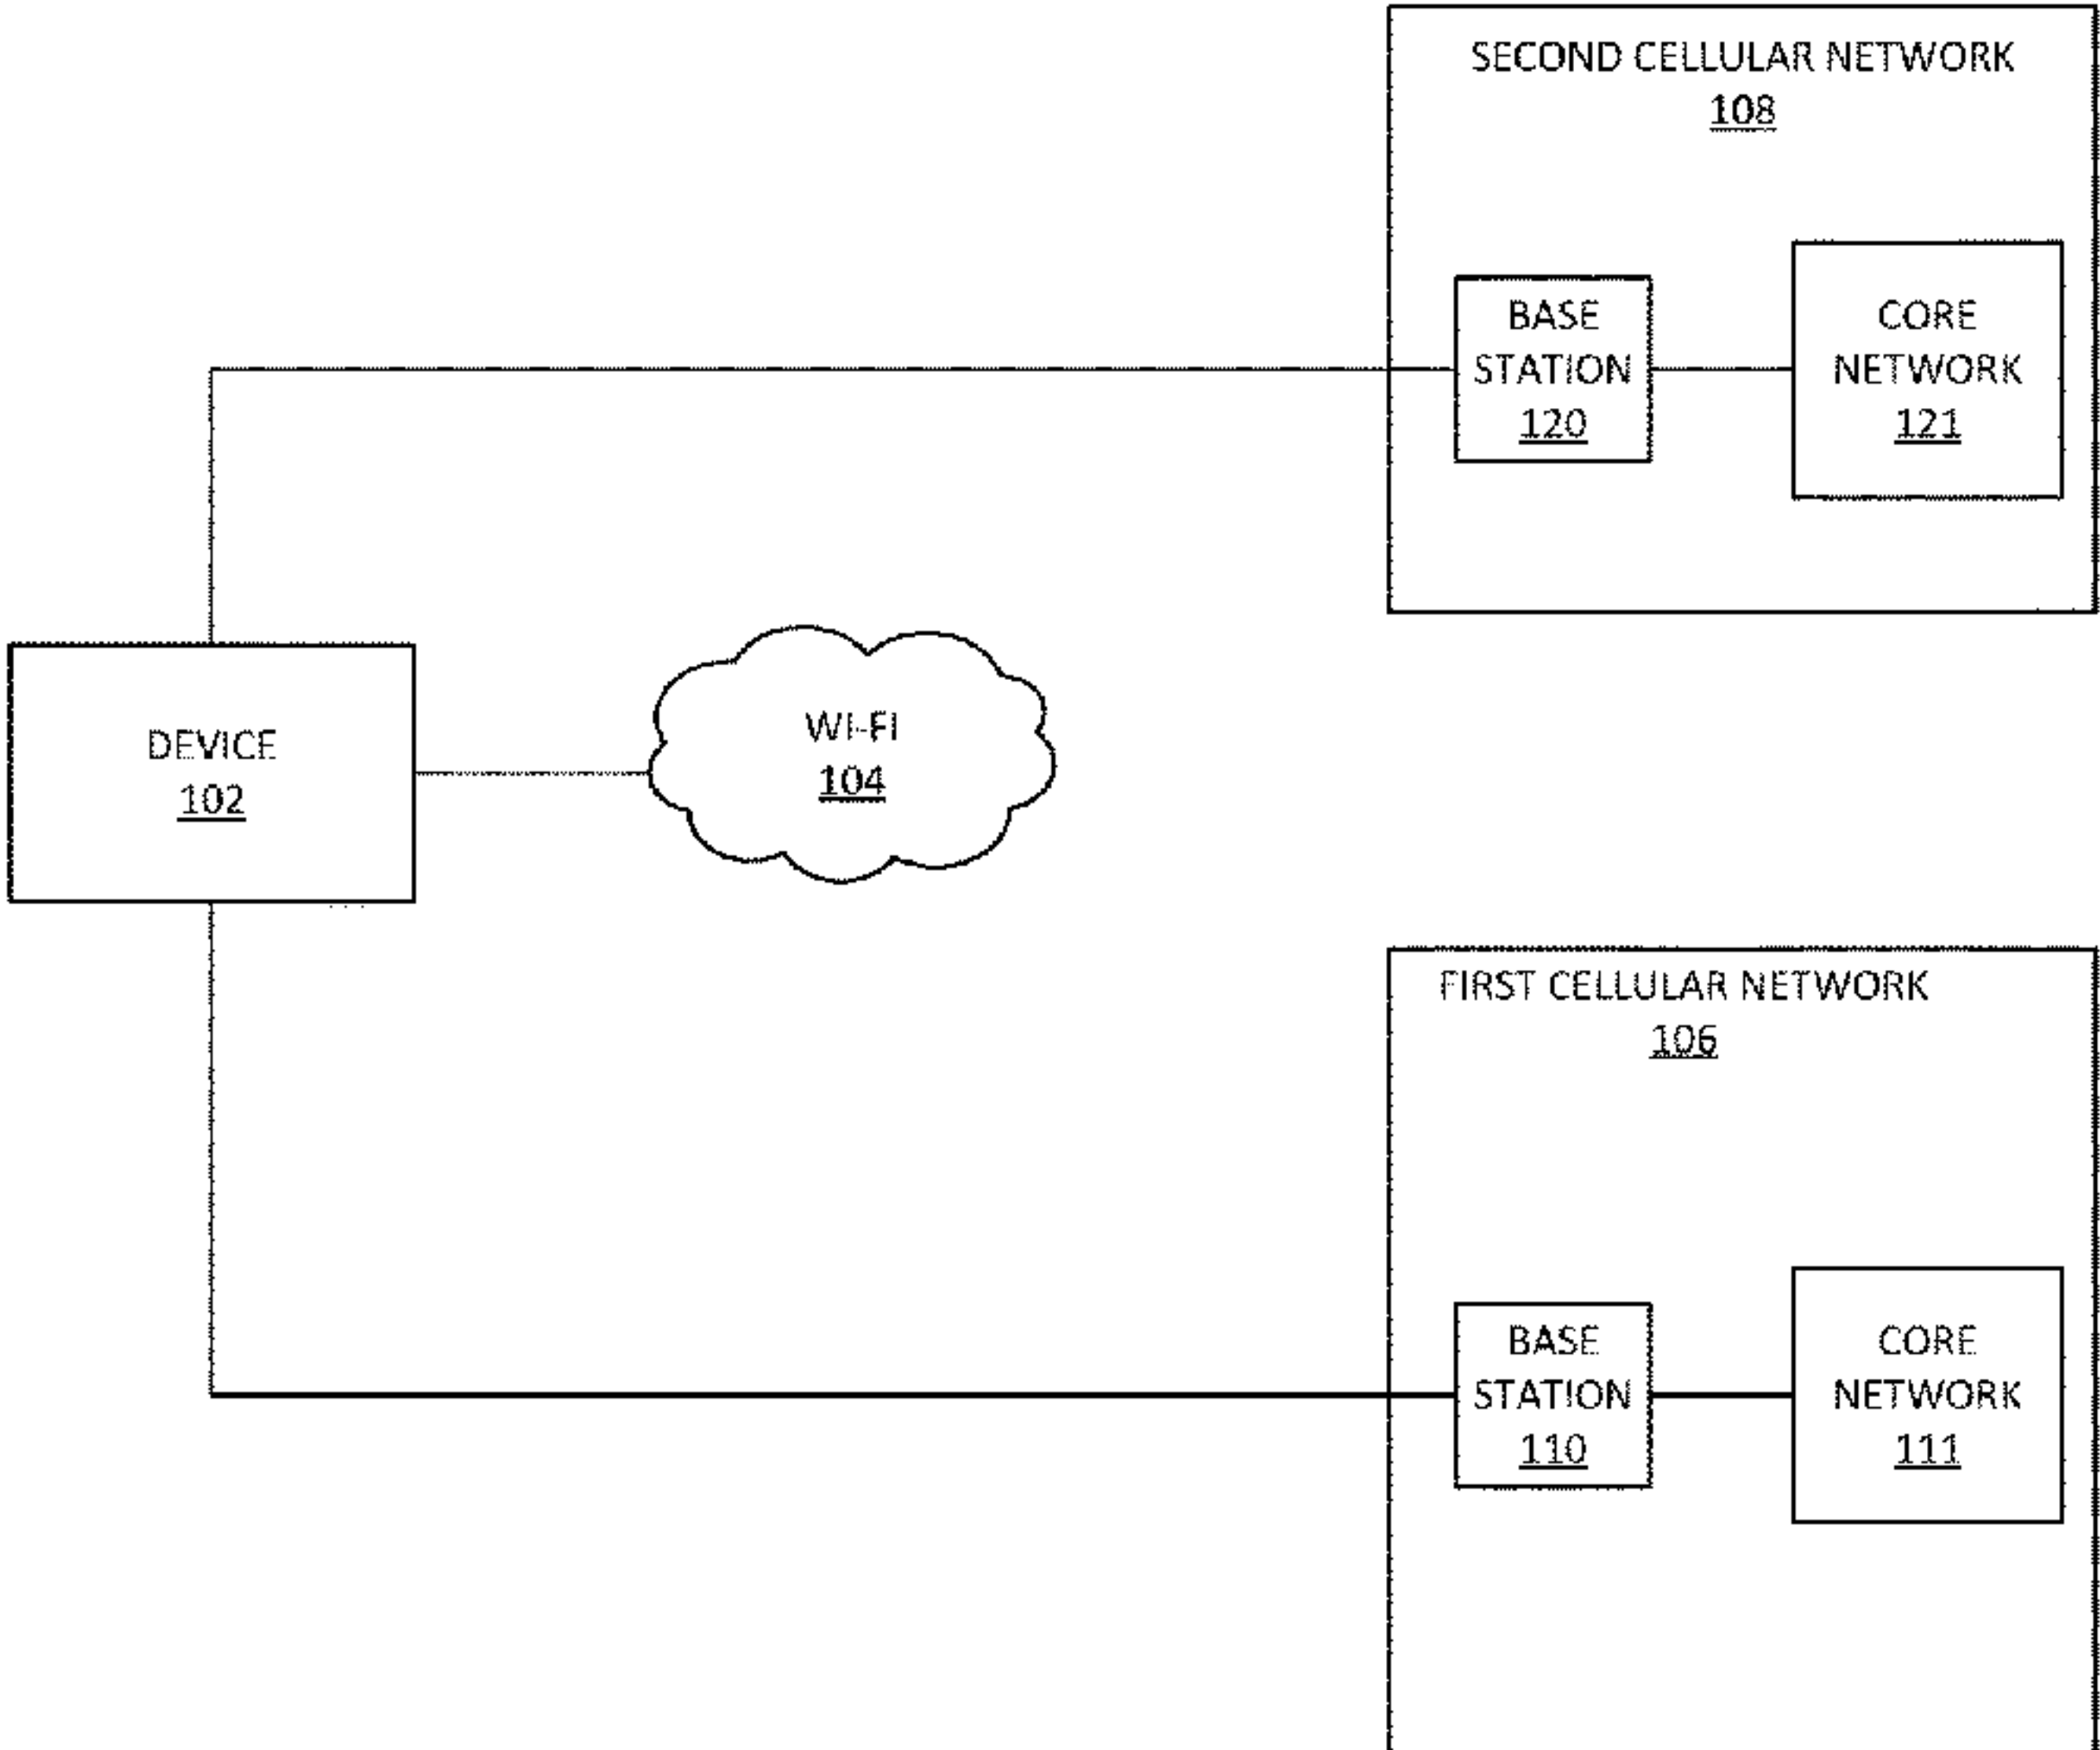 SECOND CELLULAR NETWORK
108
BASE
STATION
120
CORE
NETWORK
121
DEVICE
102
WI-FI
104
FIRST CELLULAR NETWORK
106
BASE
STATION
110
CORE
NETWORK
111